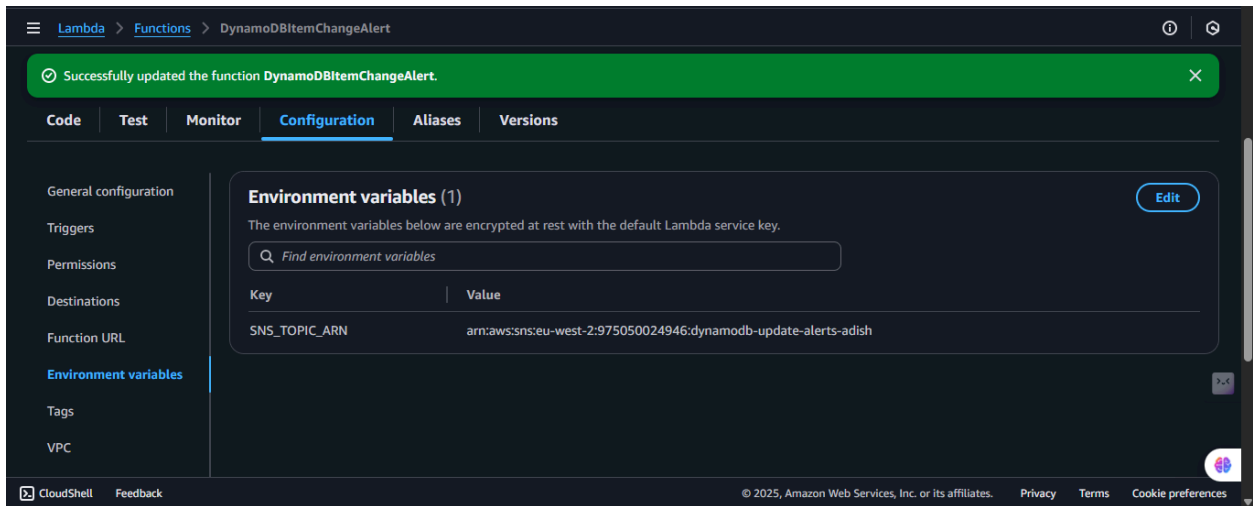 Lambda > Functions > DynamoDBItemChangeAlert
Successfully updated the function DynamoDBItemChangeAlert.
Code Test Monitor Configuration Aliases Versions
General configuration
Triggers
Permissions
Destinations
Function URL
Environment variables
Tags
VPC
Environment variables (1)
Edit
The environment variables below are encrypted at rest with the default Lambda service key.
Find environment variables
Key Value
SNS_TOPIC_ARN arn:aws:sns:eu-west-2:975050024946:dynamodb-update-alerts-adish
CloudShell Feedback © 2025, Amazon Web Services, Inc. or its affiliates. Privacy Terms Cookie preferences